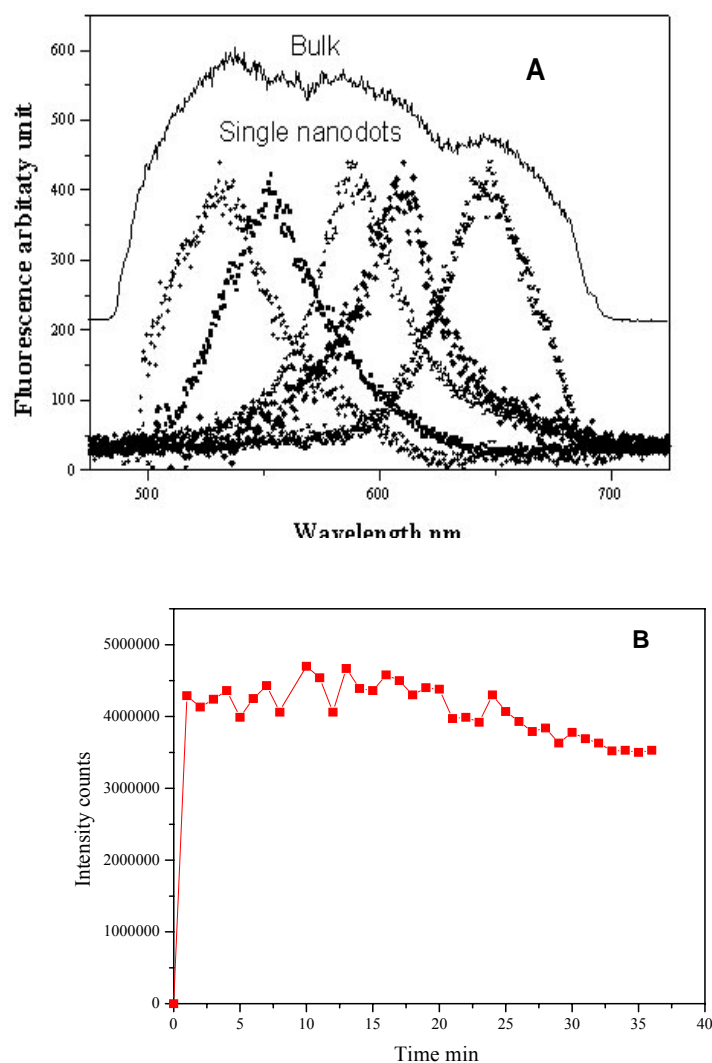 600
Bulk
A
500
Single nanodots
400
300
200
100
50
0
500
600
700
Fluorescence arbitaty unit
Wavelength nm
B
5000000
4000000
3000000
2000000
1000000
0
0 5 10 15 20 25 30 35 40
Intensity counts
Time min